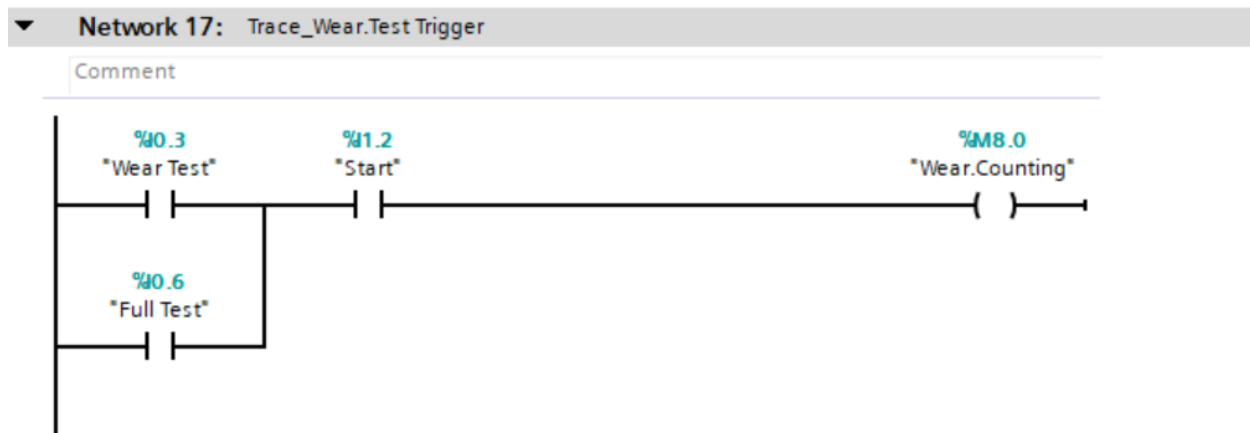 Network 17: Trace_Wear.Test Trigger
Comment
%I0.3 %I1.2 %M8.0
"Wear Test" "Start" "Wear.Counting"
%I0.6
"Full Test"